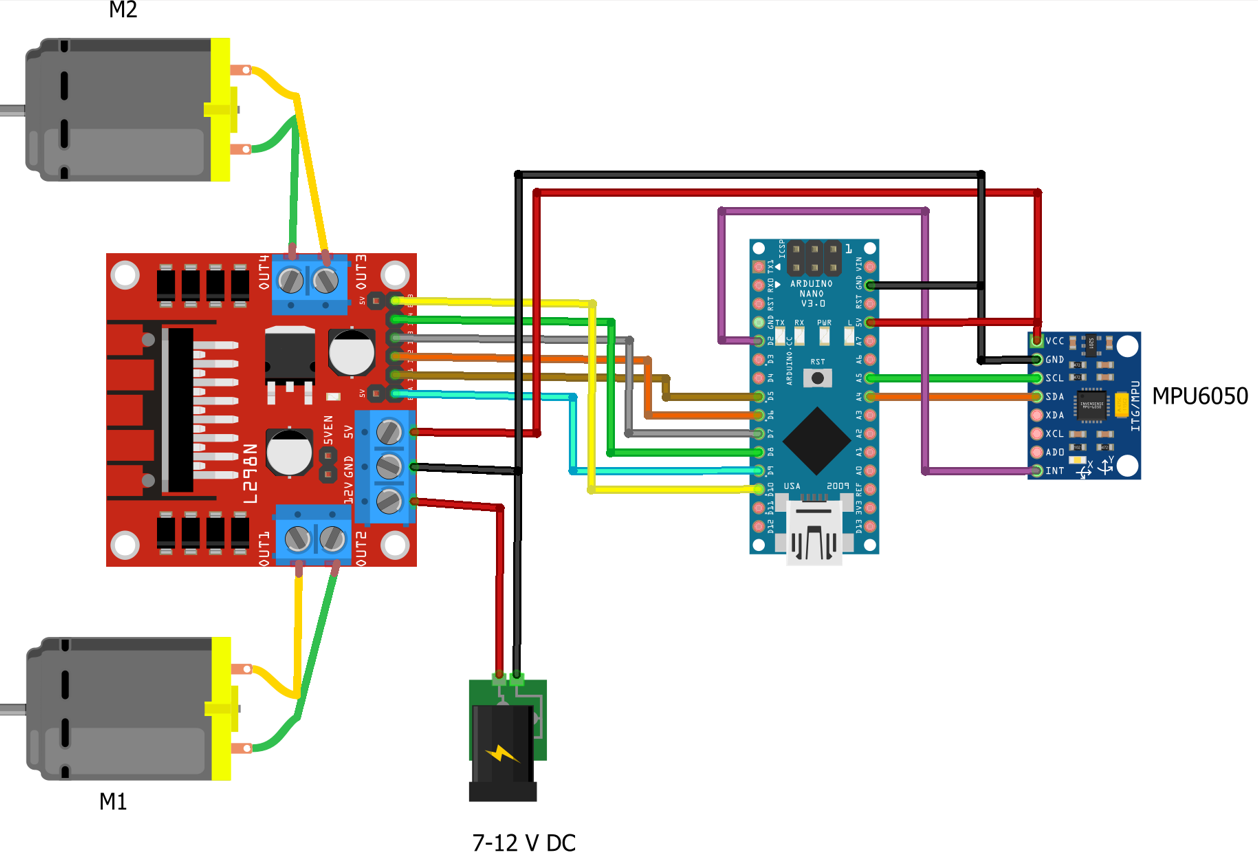 M2
OUT4
OUT3
5V
5V
5VEN
L298N
5V
GND
12V
OUT1
OUT2
M1
7-12 V DC
ICSP
1
TX1
RX0
RST
GND
D2
D3
D4
D5
D6
D7
D8
D9
D10
D11
D12
ARDUINO
NANO
V3.0
TX
RX
PWR
L
RST
ARDUINO.CC
USA
2009
VIN
GND
RST
5V
A7
A6
A5
A4
A3
A2
A1
A0
REF
3V3
D13
VCC
GND
SCL
SDA
XDA
XCL
ADO
INT
ITG/MPU
X
Y
MPU6050